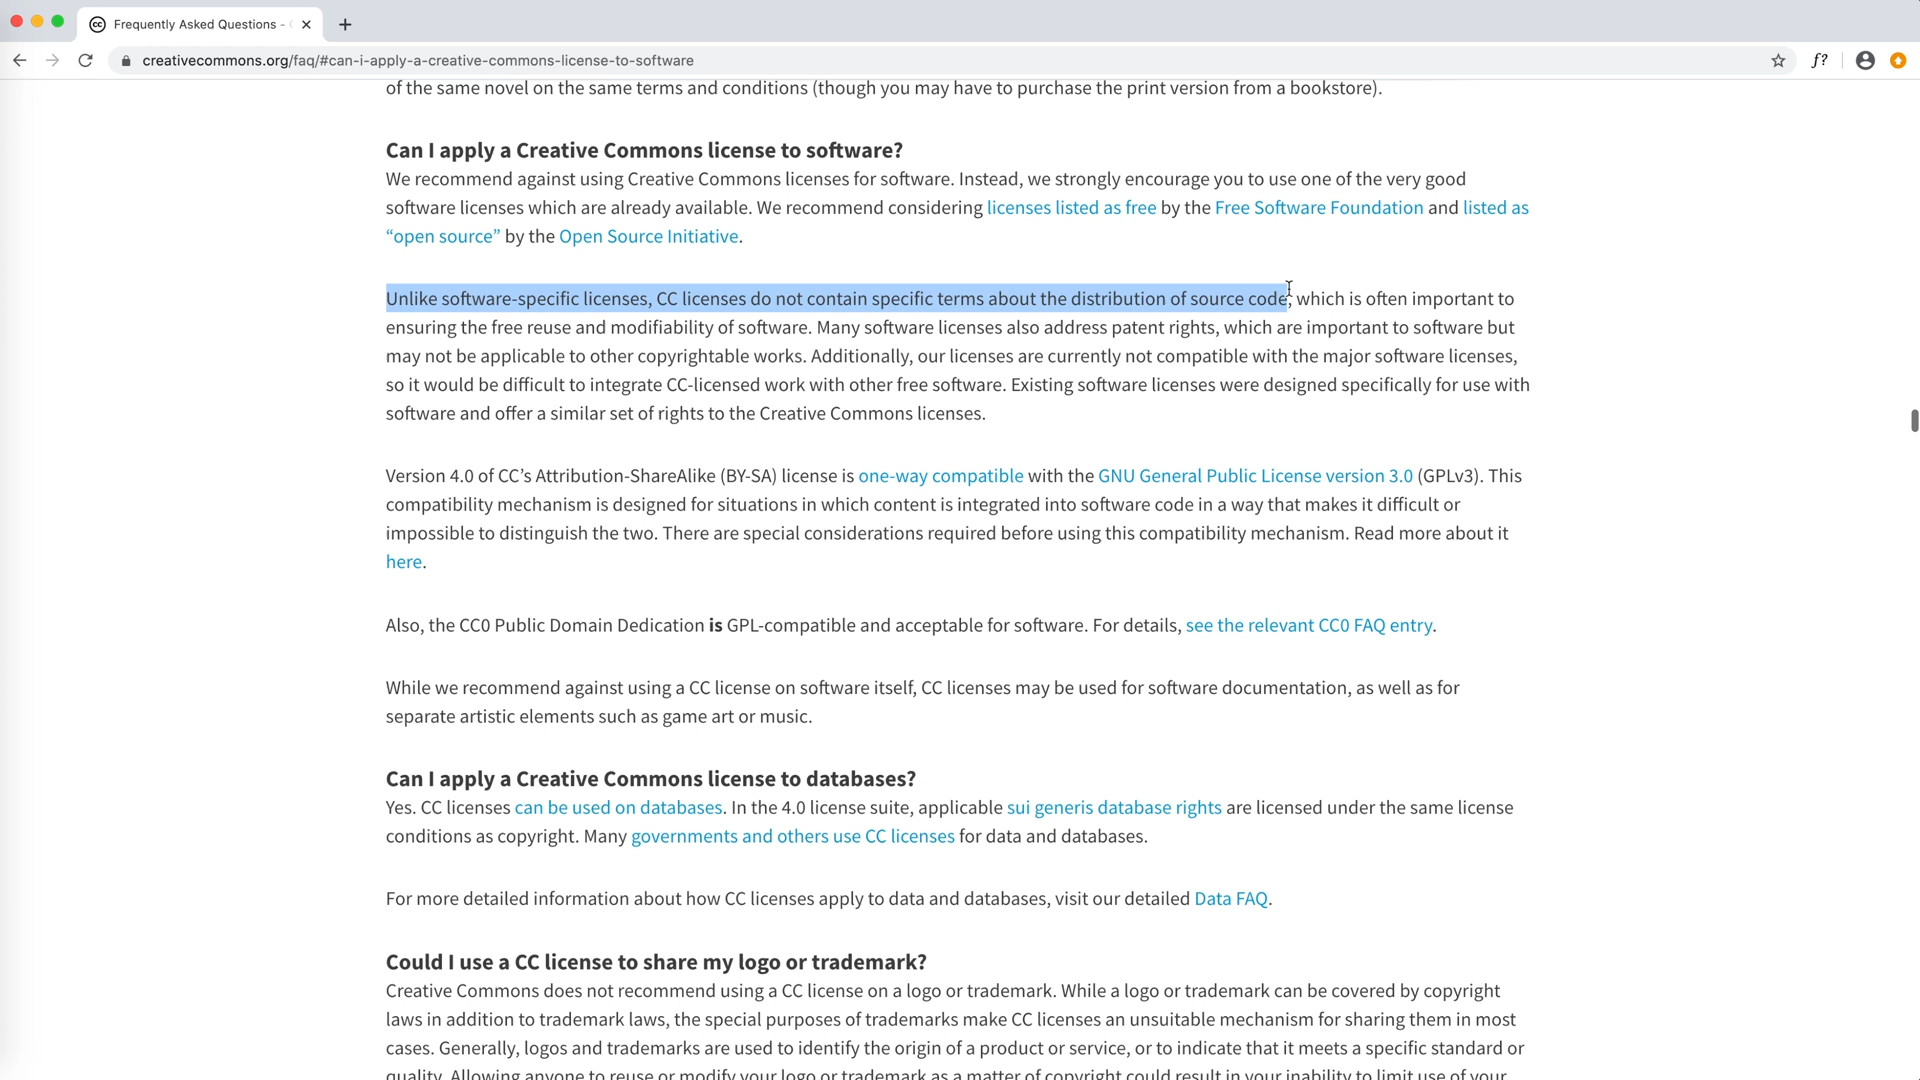 Frequently Asked Questions -
creativecommons.org/faq/#can-i-apply-a-creative-commons-license-to-software
f?
of the same novel on the same terms and conditions (though you may have to purchase the print version from a bookstore).
Can I apply a Creative Commons license to software?
We recommend against using Creative Commons licenses for software. Instead, we strongly encourage you to use one of the very good
software licenses which are already available. We recommend considering licenses listed as free by the Free Software Foundation and listed as
“open source” by the Open Source Initiative.
Unlike software-specific licenses, CC licenses do not contain specific terms about the distribution of source code, which is often important to
ensuring the free reuse and modifiability of software. Many software licenses also address patent rights, which are important to software but
may not be applicable to other copyrightable works. Additionally, our licenses are currently not compatible with the major software licenses,
so it would be difficult to integrate CC-licensed work with other free software. Existing software licenses were designed specifically for use with
software and offer a similar set of rights to the Creative Commons licenses.
Version 4.0 of CC’s Attribution-ShareAlike (BY-SA) license is one-way compatible with the GNU General Public License version 3.0 (GPLv3). This
compatibility mechanism is designed for situations in which content is integrated into software code in a way that makes it difficult or
impossible to distinguish the two. There are special considerations required before using this compatibility mechanism. Read more about it
here.
Also, the CC0 Public Domain Dedication is GPL-compatible and acceptable for software. For details, see the relevant CC0 FAQ entry.
While we recommend against using a CC license on software itself, CC licenses may be used for software documentation, as well as for
separate artistic elements such as game art or music.
Can I apply a Creative Commons license to databases?
Yes. CC licenses can be used on databases. In the 4.0 license suite, applicable sui generis database rights are licensed under the same license
conditions as copyright. Many governments and others use CC licenses for data and databases.
For more detailed information about how CC licenses apply to data and databases, visit our detailed Data FAQ.
Could I use a CC license to share my logo or trademark?
Creative Commons does not recommend using a CC license on a logo or trademark. While a logo or trademark can be covered by copyright
laws in addition to trademark laws, the special purposes of trademarks make CC licenses an unsuitable mechanism for sharing them in most
cases. Generally, logos and trademarks are used to identify the origin of a product or service, or to indicate that it meets a specific standard or
quality. Allowing anyone to reuse or modify your logo or trademark as a matter of copyright could result in your inability to limit use of your